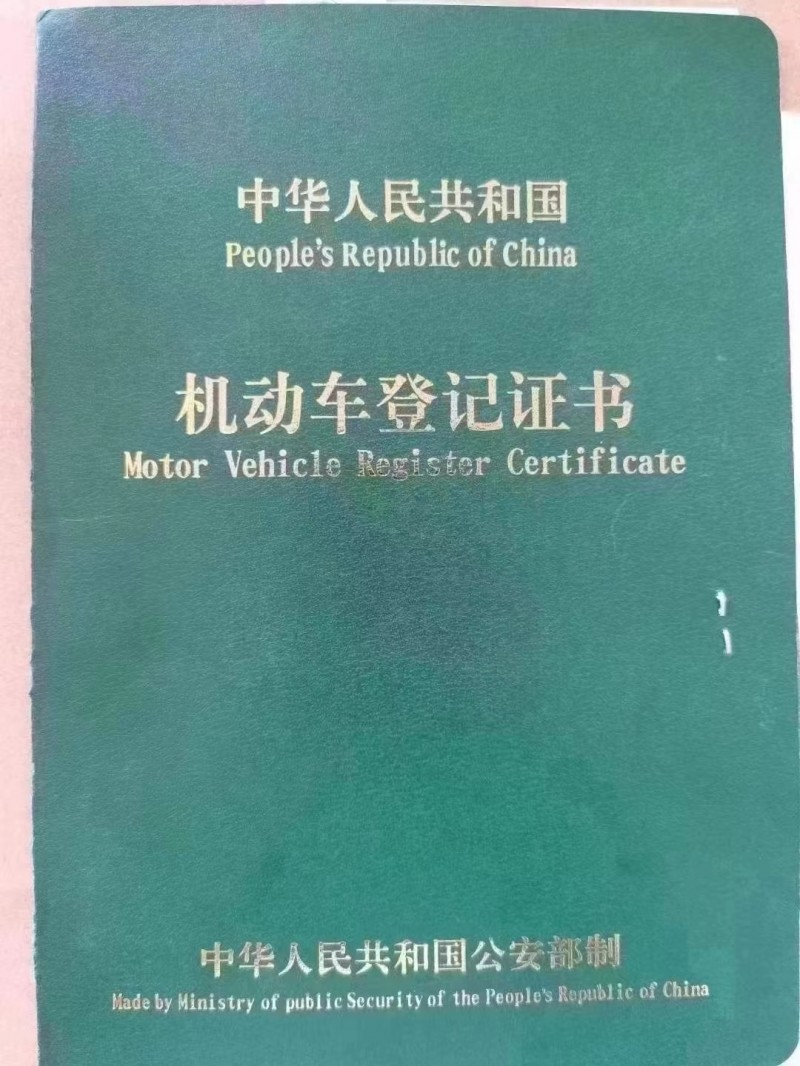 中华人民共和国
People's Republic of China
机动车登记证书
Motor Vehicle Register Certificate
中华人民共和国公安部制
Made by Ministry of public Security of the People's Republic of China